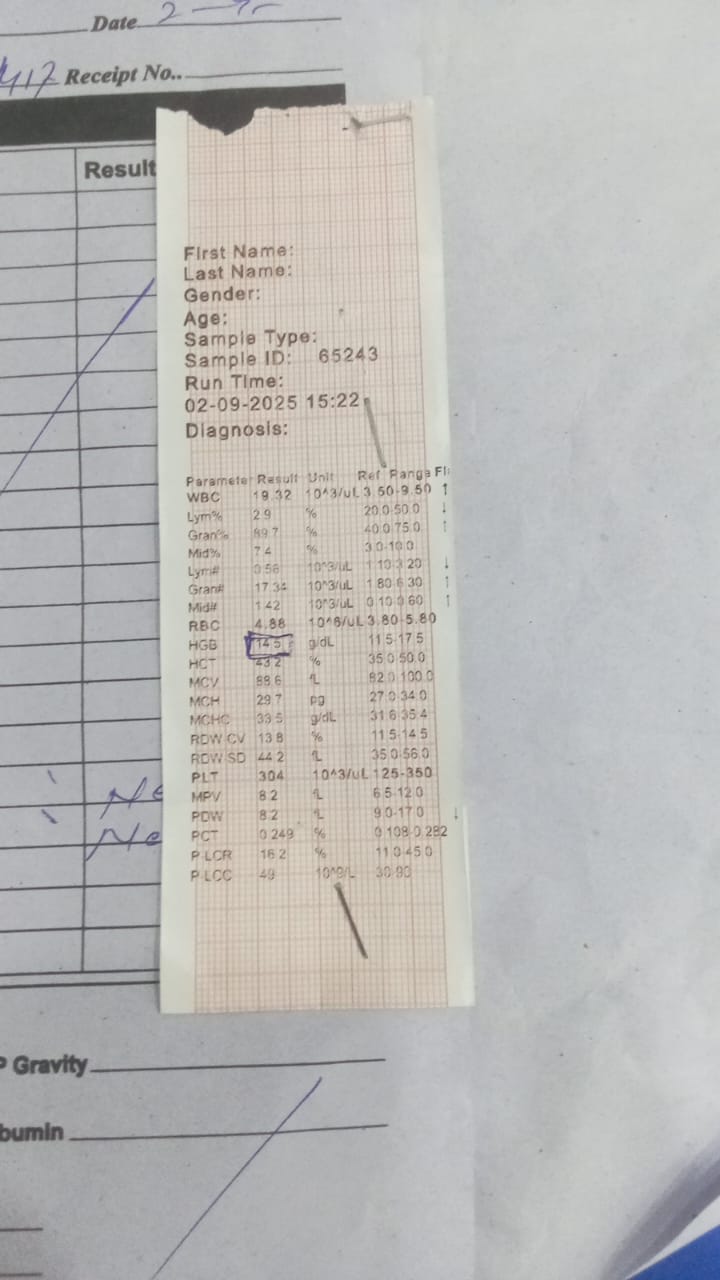 Date
417 Receipt No..
Result
First Name:
Last Name:
Gender:
Age:
Sample Type:
Sample ID: 65243
Run Time:
02-09-2025 15:22
Diagnosis:
Parameter Result Unit Ref Range Fl
WBC 19.32 10^3/uL 3.50-9.50 ↑
Lym% 2.9 % 20.0-50.0 ↓
Gran% 89.7 % 40.0-75.0 ↑
Mid% 7.4 % 3.0-10.0
Lym# 0.56 10^3/uL 1.10-3.20 ↓
Gran# 17.34 10^3/uL 1.80-6.30 ↑
Mid# 1.42 10^3/uL 0.10-0.60 ↑
RBC 4.88 10^6/uL 3.80-5.80
HGB 14.5 g/dL 11.5-17.5
HCT 43.2 % 35.0-50.0
MCV 88.6 fL 82.0-100.0
MCH 29.7 pg 27.0-34.0
MCHC 33.5 g/dL 31.6-35.4
RDW CV 13.8 % 11.5-14.5
RDW SD 44.2 fL 35.0-56.0
PLT 304 10^3/uL 125-350
MPV 8.2 fL 6.5-12.0
PDW 8.2 fL 9.0-17.0 ↓
PCT 0.249 % 0.108-0.282
P LCR 16.2 % 11.0-45.0
P LCC 49 10^9/L 30-90
Ne
Ne
P Gravity
bumin